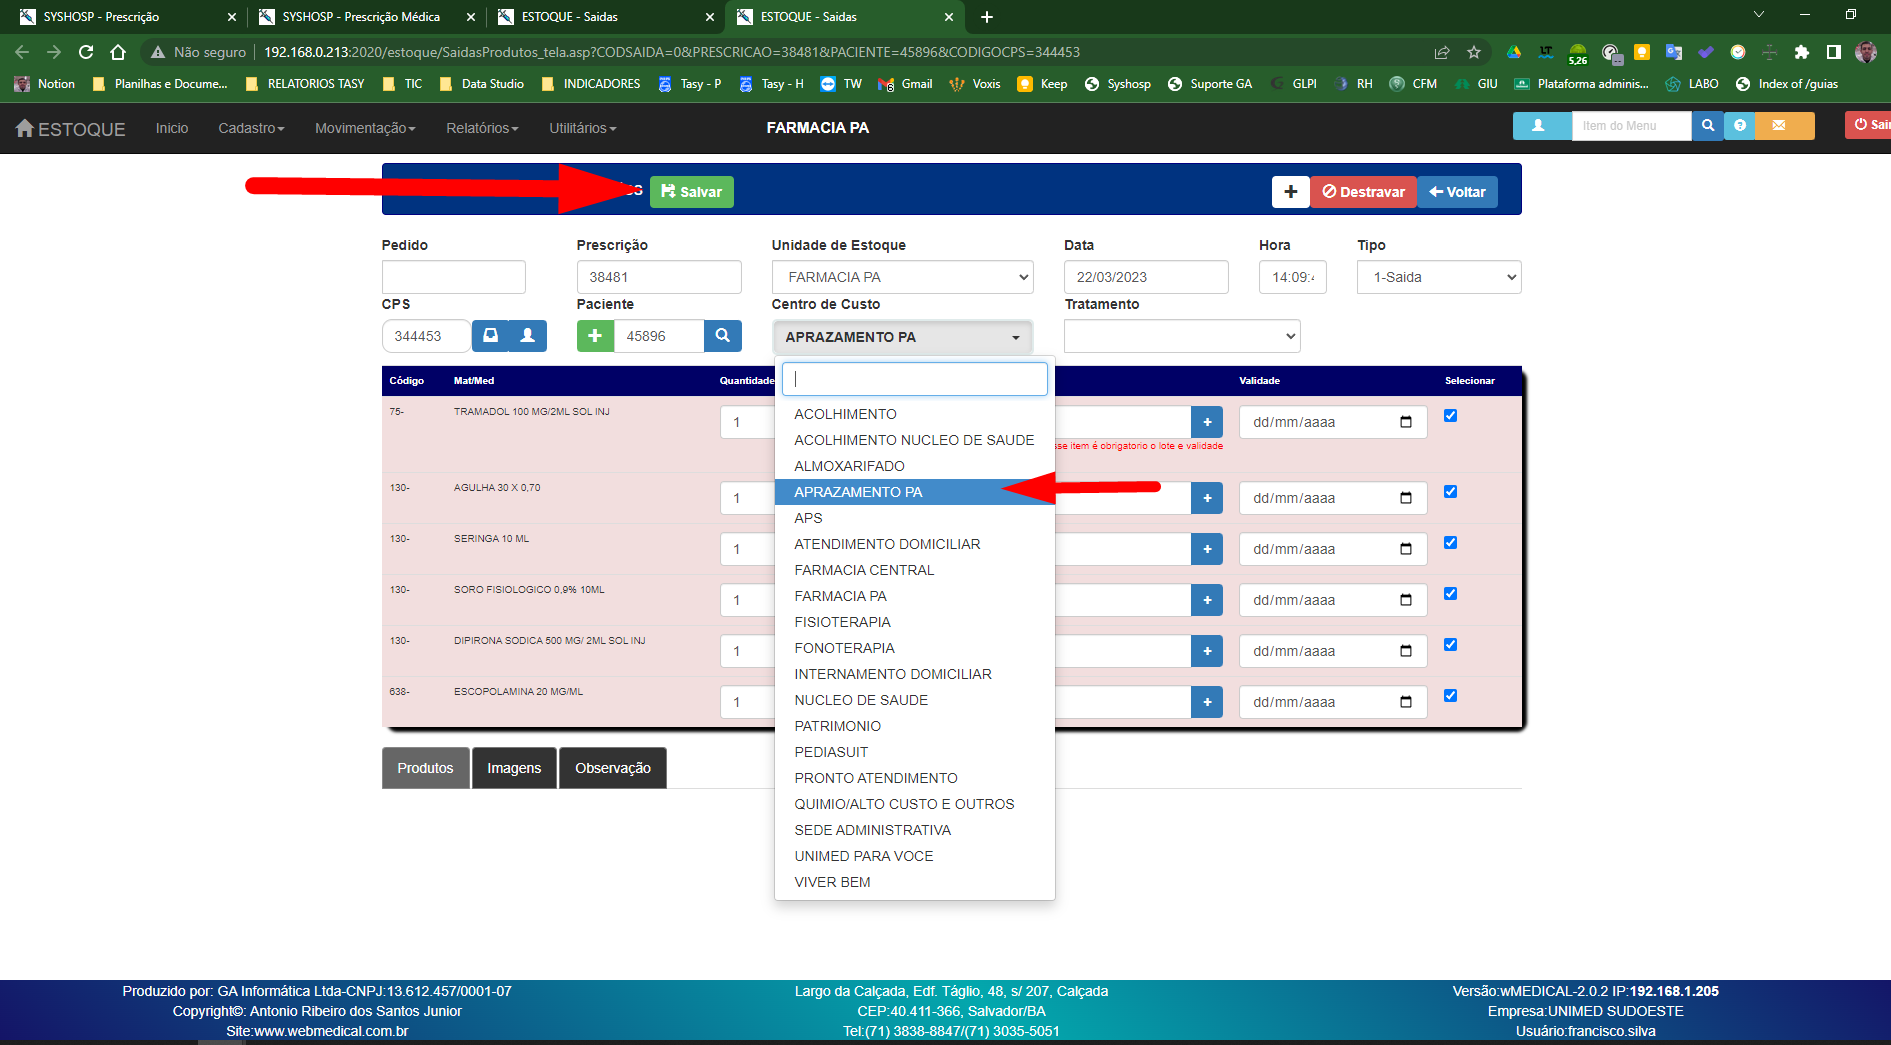 SYSHOSP - Prescrição
SYSHOSP - Prescrição Médica
ESTOQUE - Saidas
ESTOQUE - Saidas
Não seguro
192.168.0.213:2020/estoque/SaidasProdutos_tela.asp?CODSAIDA=0&PRESCRICAO=38481&PACIENTE=45896&CODIGOCPS=344453
5,26
Notion
Planilhas e Docume...
RELATORIOS TASY
TIC
Data Studio
INDICADORES
Tasy - P
Tasy - H
TW
Gmail
Voxis
Keep
Syshosp
Suporte GA
GLPI
RH
CFM
GIU
Plataforma adminis...
LABO
Index of /guias
ESTOQUE
Inicio
Cadastro
Movimentação
Relatórios
Utilitários
FARMACIA PA
Item do Menu
Salvar
Destravar
Voltar
Pedido
Prescrição
Unidade de Estoque
Data
Hora
Tipo
38481
FARMACIA PA
22/03/2023
14:09:
1-Saida
CPS
Paciente
Centro de Custo
Tratamento
344453
45896
APRAZAMENTO PA
Código
Mat/Med
Quantidade
Validade
Selecionar
75-
TRAMADOL 100 MG/2ML SOL INJ
1
dd/mm/aaaa
item é obrigatorio o lote e validade
130-
AGULHA 30 X 0,70
1
dd/mm/aaaa
130-
SERINGA 10 ML
1
dd/mm/aaaa
130-
SORO FISIOLOGICO 0,9% 10ML
1
dd/mm/aaaa
130-
DIPIRONA SODICA 500 MG/ 2ML SOL INJ
1
dd/mm/aaaa
638-
ESCOPOLAMINA 20 MG/ML
1
dd/mm/aaaa
ACOLHIMENTO
ACOLHIMENTO NUCLEO DE SAUDE
ALMOXARIFADO
APRAZAMENTO PA
APS
ATENDIMENTO DOMICILIAR
FARMACIA CENTRAL
FARMACIA PA
FISIOTERAPIA
FONOTERAPIA
INTERNAMENTO DOMICILIAR
NUCLEO DE SAUDE
PATRIMONIO
PEDIASUIT
PRONTO ATENDIMENTO
QUIMIO/ALTO CUSTO E OUTROS
SEDE ADMINISTRATIVA
UNIMED PARA VOCE
VIVER BEM
Produtos
Imagens
Observação
Produzido por: GA Informática Ltda-CNPJ:13.612.457/0001-07
Copyright©: Antonio Ribeiro dos Santos Junior
Site:www.webmedical.com.br
Largo da Calçada, Edf. Táglio, 48, s/ 207, Calçada
CEP:40.411-366, Salvador/BA
Tel:(71) 3838-8847/(71) 3035-5051
Versão:wMEDICAL-2.0.2 IP:192.168.1.205
Empresa:UNIMED SUDOESTE
Usuário:francisco.silva